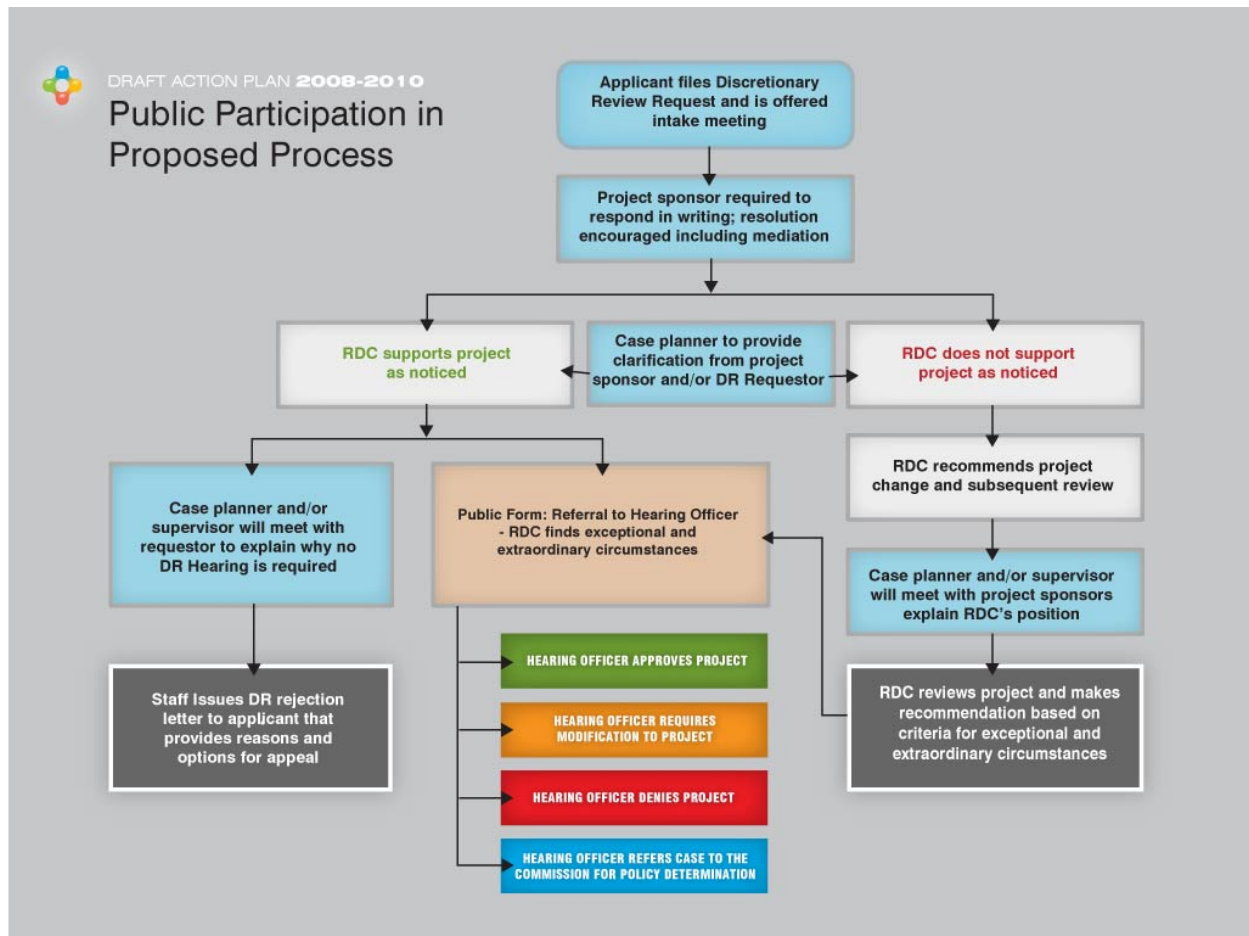 DRAFT ACTION PLAN 2008-2010
Public Participation in
Proposed Process
Applicant files Discretionary
Review Request and is offered
intake meeting
Project sponsor required to
respond in writing; resolution
encouraged including mediation
RDC supports project
as noticed
Case planner to provide
clarification from project
sponsor and/or DR Requestor
RDC does not support
project as noticed
Case planner and/or
supervisor will meet with
requestor to explain why no
DR Hearing is required
Public Form: Referral to Hearing Officer
- RDC finds exceptional and
extraordinary circumstances
RDC recommends project
change and subsequent review
Case planner and/or supervisor
will meet with project sponsors
explain RDC's position
Staff Issues DR rejection
letter to applicant that
provides reasons and
options for appeal
HEARING OFFICER APPROVES PROJECT
HEARING OFFICER REQUIRES
MODIFICATION TO PROJECT
HEARING OFFICER DENIES PROJECT
HEARING OFFICER REFERS CASE TO THE
COMMISSION FOR POLICY DETERMINATION
RDC reviews project and makes
recommendation based on
criteria for exceptional and
extraordinary circumstances